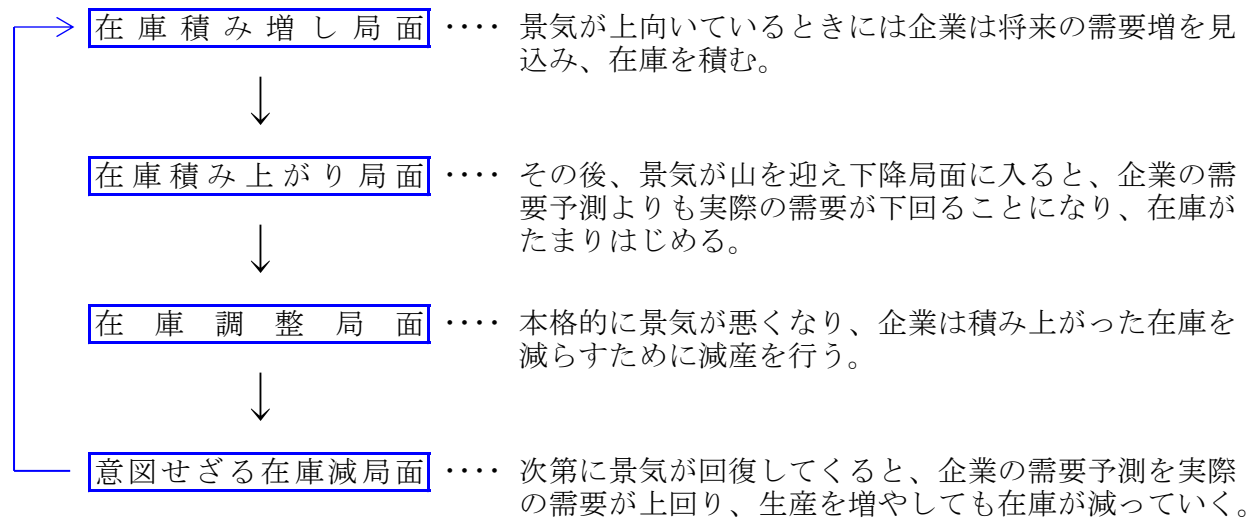 在庫積み増し局面 ‥‥ 景気が上向いているときには企業は将来の需要増を見
込み、在庫を積む。
↓
在庫積み上がり局面 ‥‥ その後、景気が山を迎え下降局面に入ると、企業の需
要予測よりも実際の需要が下回ることになり、在庫が
たまりはじめる。
↓
在庫調整局面 ‥‥ 本格的に景気が悪くなり、企業は積み上がった在庫を
減らすために減産を行う。
↓
意図せざる在庫減局面 ‥‥ 次第に景気が回復してくると、企業の需要予測を実際
の需要が上回り、生産を増やしても在庫が減っていく。